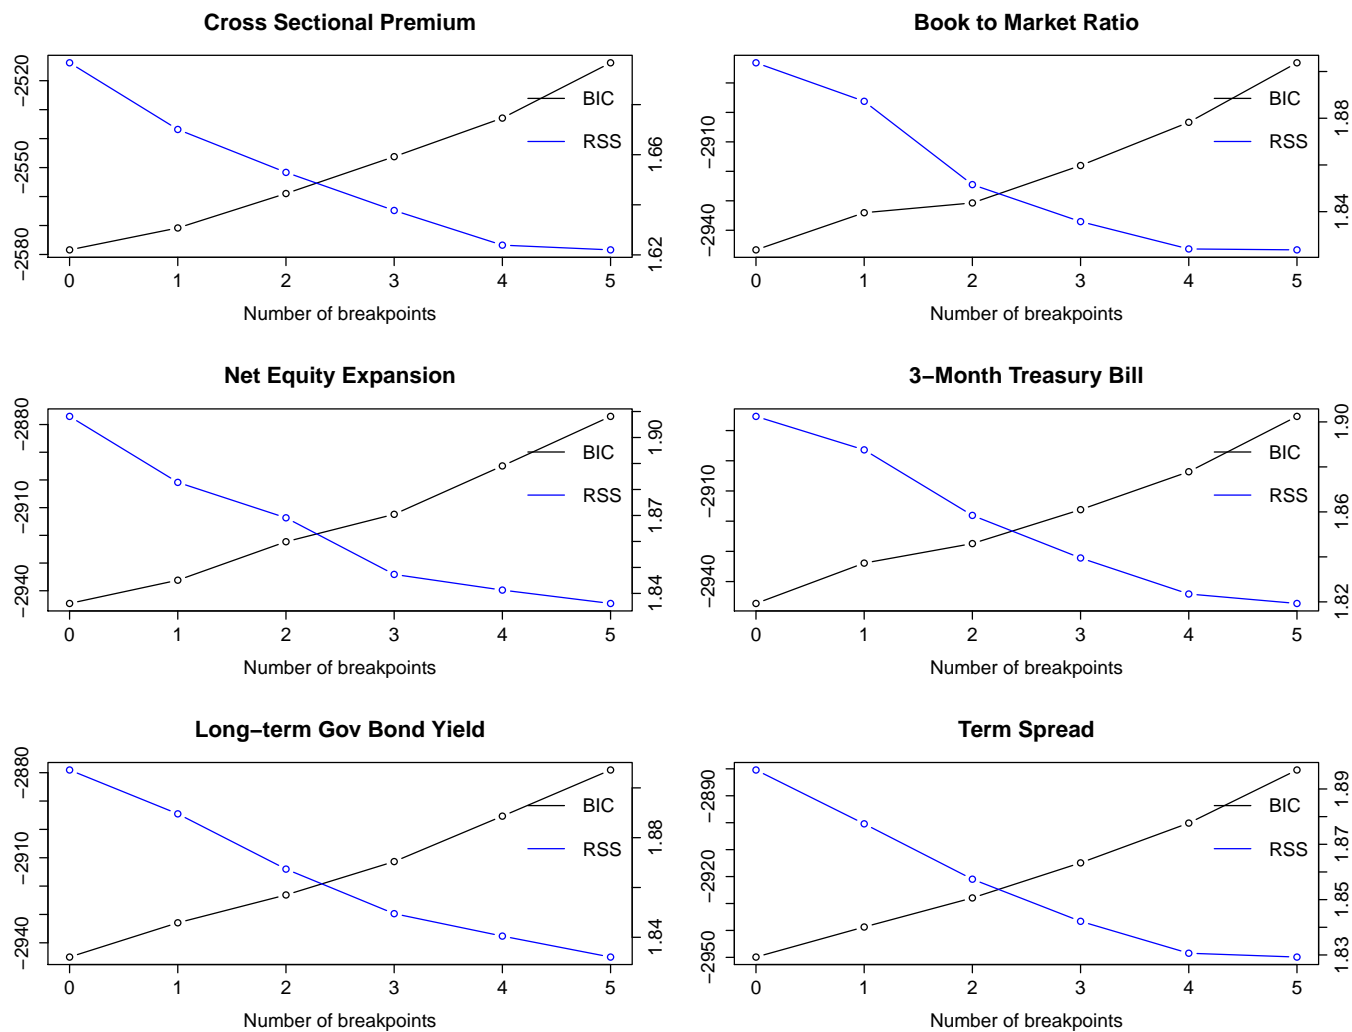 Cross Sectional Premium
−2520
−2550
−2580
BIC
RSS
1.66
1.62
0 1 2 3 4 5
Number of breakpoints
Book to Market Ratio
−2910
−2940
BIC
RSS
1.88
1.84
0 1 2 3 4 5
Number of breakpoints
Net Equity Expansion
−2880
−2910
−2940
BIC
RSS
1.90
1.87
1.84
0 1 2 3 4 5
Number of breakpoints
3−Month Treasury Bill
−2910
−2940
BIC
RSS
1.90
1.86
1.82
0 1 2 3 4 5
Number of breakpoints
Long−term Gov Bond Yield
−2880
−2910
−2940
BIC
RSS
1.88
1.84
0 1 2 3 4 5
Number of breakpoints
Term Spread
−2890
−2920
−2950
BIC
RSS
1.89
1.87
1.85
1.83
0 1 2 3 4 5
Number of breakpoints